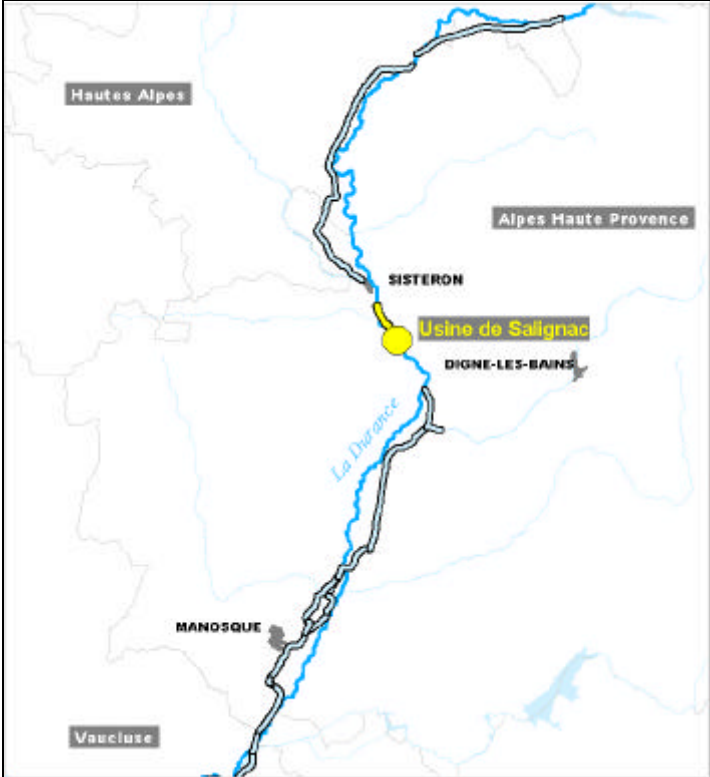 Hautes Alpes
Alpes Haute Provence
SISTERON
Usine de Salignac
DIGNE-LES-BAINS
La Durance
MANOSQUE
Vaucluse